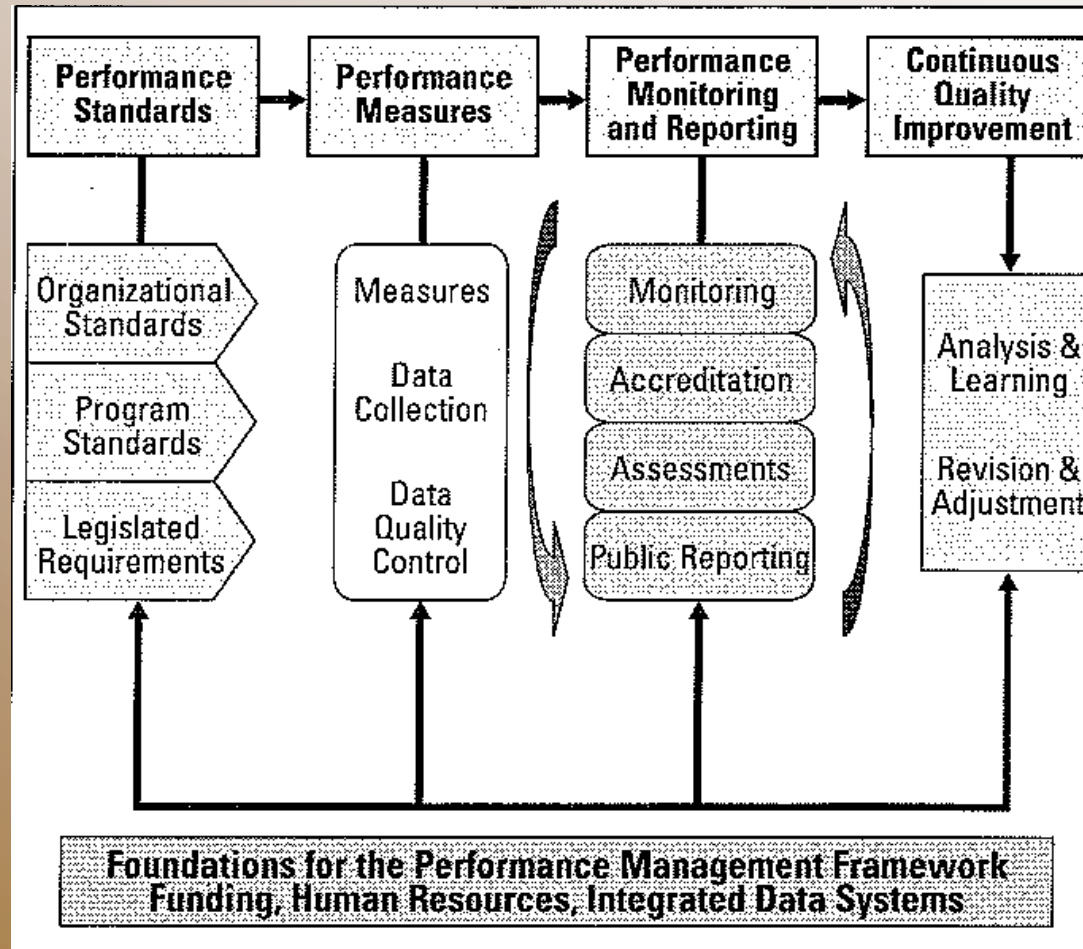 Performance
Standards
Performance
Measures
Performance
Monitoring
and Reporting
Continuous
Quality
Improvement
Organizational
Standards
Program
Standards
Legislated
Requirements
Measures
Data
Collection
Data
Quality
Control
Monitoring
Accreditation
Assessments
Public Reporting
Analysis &
Learning
Revision &
Adjustment
Foundations for the Performance Management Framework
Funding, Human Resources, Integrated Data Systems